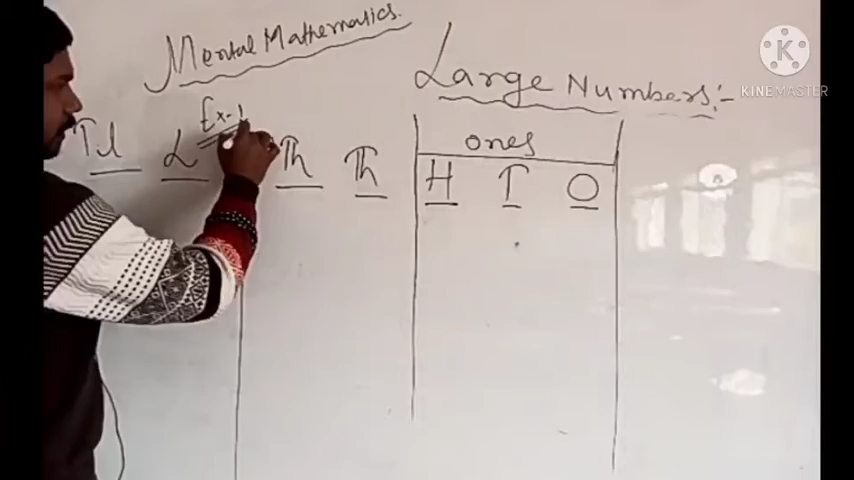 Mental Mathematics.
Large Numbers:-
Ex-1
ones
T.L L Th Th H T O
K
KINEMASTER